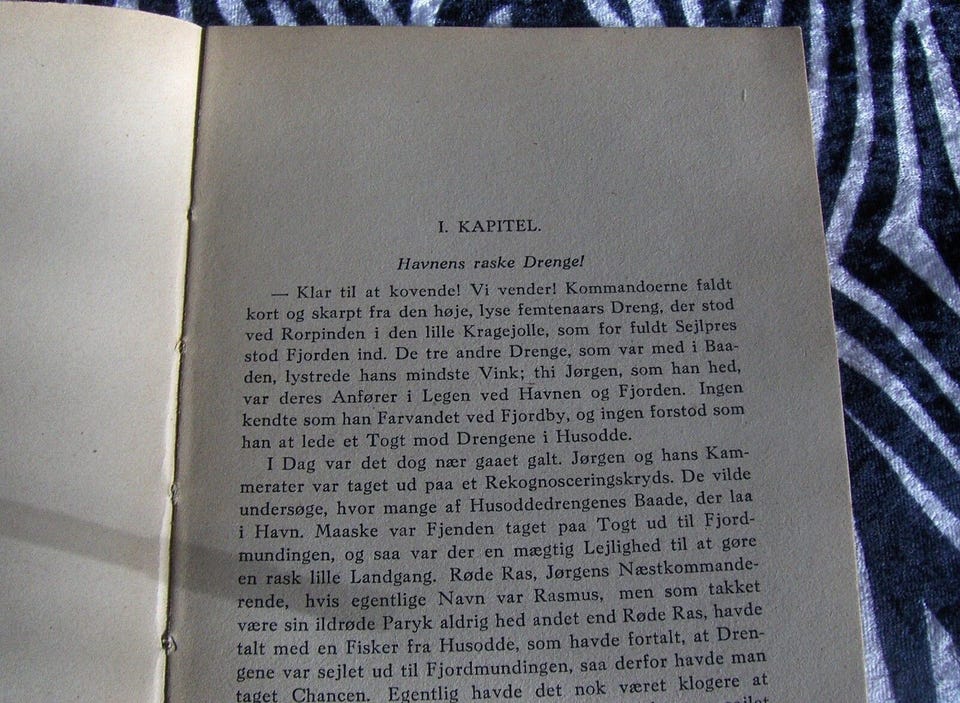 I. KAPITEL.
Havnens raske Drenge!
— Klar til at kovende! Vi vender! Kommandoerne faldt
kort og skarpt fra den høje, lyse femtenaars Dreng, der stod
ved Rorpinden i den lille Kragejolle, som for fuldt Sejlpres
stod Fjorden ind. De tre andre Drenge, som var med i Baa-
den, lystrede hans mindste Vink; thi Jørgen, som han hed,
var deres Anfører i Legen ved Havnen og Fjorden. Ingen
kendte som han Farvandet ved Fjordby, og ingen forstod som
han at lede et Togt mod Drengene i Husodde.
I Dag var det dog nær gaaet galt. Jørgen og hans Kam-
merater var taget ud paa et Rekognosceringskryds. De vilde
undersøge, hvor mange af Husoddedrengenes Baade, der laa
i Havn. Maaske var Fjenden taget paa Togt ud til Fjord-
mundingen, og saa var der en mægtig Lejlighed til at gøre
en rask lille Landgang. Røde Ras, Jørgens Næstkommande-
rende, hvis egentlige Navn var Rasmus, men som takket
være sin ildrøde Paryk aldrig hed andet end Røde Ras, havde
talt med en Fisker fra Husodde, som havde fortalt, at Dren-
gene var sejlet ud til Fjordmundingen, saa derfor havde man
taget Chancen. Egentlig havde det nok været klogere at
sejlet